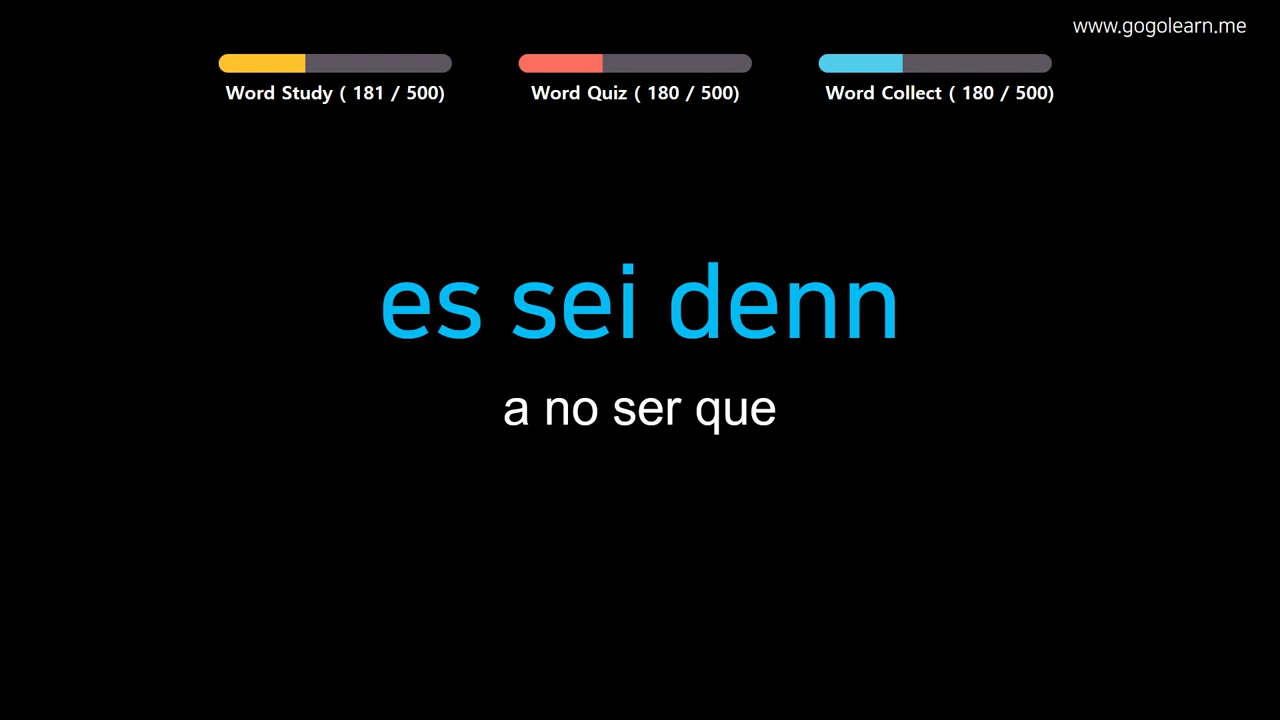 www.gogolearn.me
Word Study ( 181 / 500)
Word Quiz ( 180 / 500)
Word Collect ( 180 / 500)
es sei denn
a no ser que